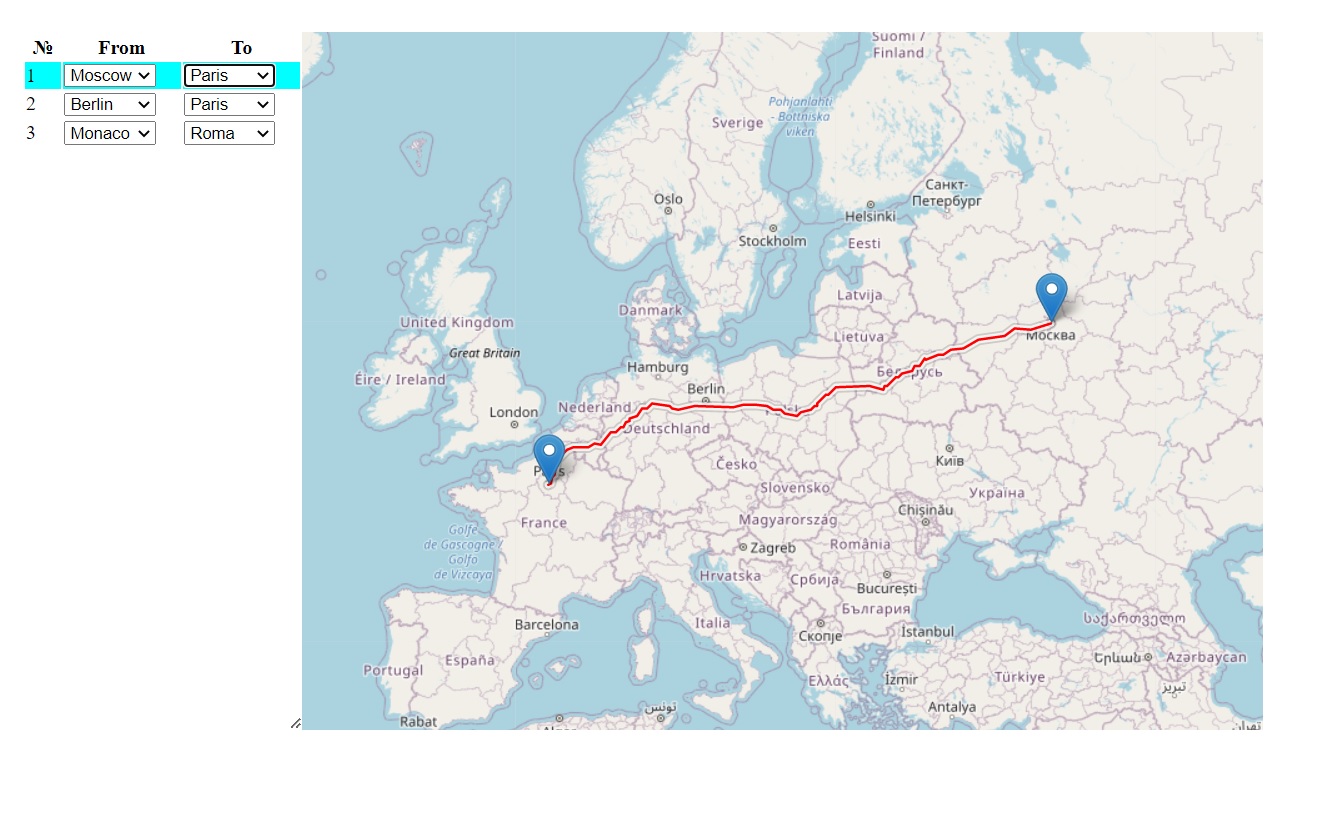 № From To
1 Moscow Paris
2 Berlin Paris
3 Monaco Roma
Suomi /
Finland
Pohjanlahti
- Bottniska
viken
Sverige
Санкт-
Петербург
Oslo
Helsinki
Stockholm
Eesti
Latvija
Danmark
United Kingdom
Москва
Lietuva
Great Britain
Hamburg
Беларусь
Éire / Ireland
Berlin
Nederland
London
Deutschland
Київ
Česko
Paris
Slovensko
Україна
Chișinău
Magyarország
France
Golfe
de Gascogne /
Golfo
de Vizcaya
Zagreb
România
Hrvatska
Србија
București
България
Barcelona
Italia
Скопје
İstanbul
საქართველო
España
Portugal
Երևան
Azərbaycan
Ελλάς
İzmir
Türkiye
تبریز
Antalya
تونس
Rabat